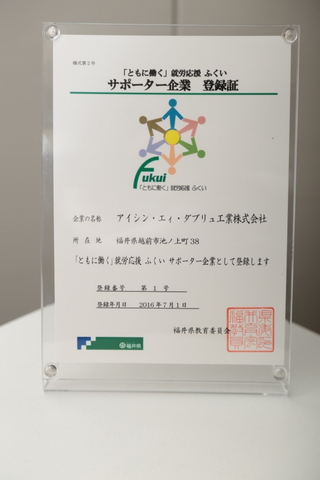 様式第2号
「ともに働く」就労応援 ふくい
サポーター企業 登録証
Fukui
「ともに働く」就労応援 ふくい
企業の名称 アイシン・エィ・ダブリュ工業株式会社
所在地 福井県越前市池ノ上町38
「ともに働く」就労応援 ふくい サポーター企業として登録します
登録番号 第1号
登録年月日 2016年7月1日
福井県教育委員会
福井県